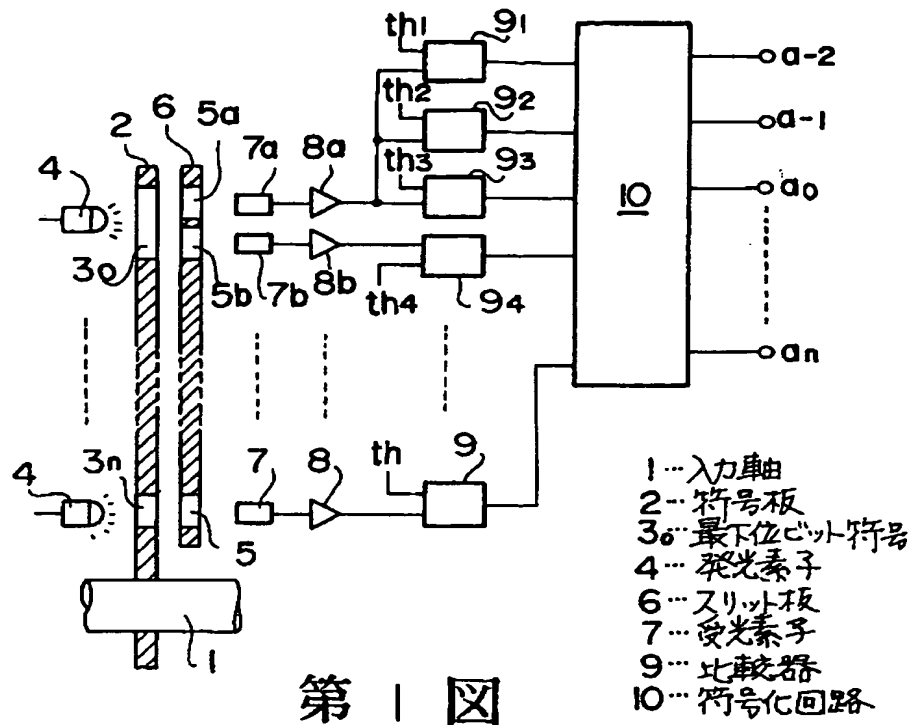 th1
91
th2
92
th3
93
th4
94
2
6
5a
7a
8a
4
3o
5b
7b
8b
10
a-2
a-1
ao
an
4
3n
5
7
8
th
9
1
1…入力軸
2…符号板
3o…最下位ビット符号
4…発光素子
6…スリット板
7…受光素子
9…比較器
10…符号化回路
第1図